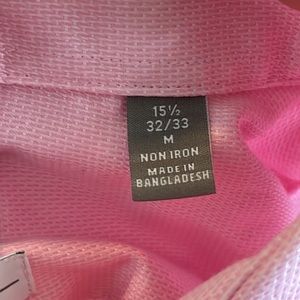 15½
32/33
M
NON IRON
MADE IN
BANGLADESH